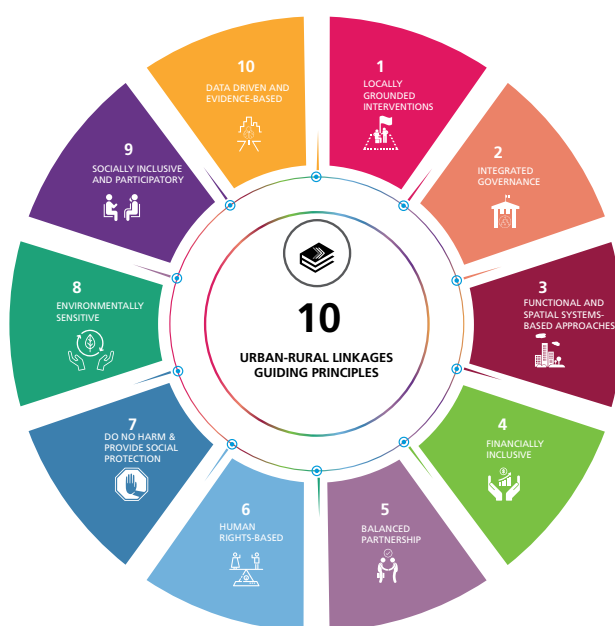 10
URBAN-RURAL LINKAGES
GUIDING PRINCIPLES
1
LOCALLY
GROUNDED
INTERVENTIONS
2
INTEGRATED
GOVERNANCE
3
FUNCTIONAL AND
SPATIAL SYSTEMS-
BASED APPROACHES
4
FINANCIALLY
INCLUSIVE
5
BALANCED
PARTNERSHIP
6
HUMAN
RIGHTS-BASED
7
DO NO HARM &
PROVIDE SOCIAL
PROTECTION
8
ENVIRONMENTALLY
SENSITIVE
9
SOCIALLY INCLUSIVE
AND PARTICIPATORY
10
DATA DRIVEN AND
EVIDENCE-BASED